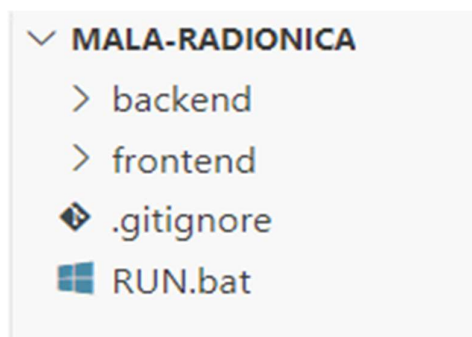 MALA-RADIONICA
backend
frontend
.gitignore
RUN.bat